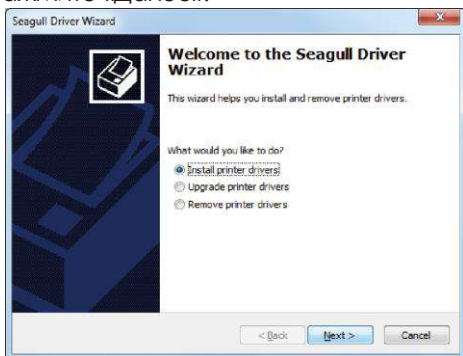 Seagull Driver Wizard
Welcome to the Seagull Driver
Wizard
This wizard helps you install and remove printer drivers.
What would you like to do?
Install printer drivers
Upgrade printer drivers
Remove printer drivers
< Back Next > Cancel